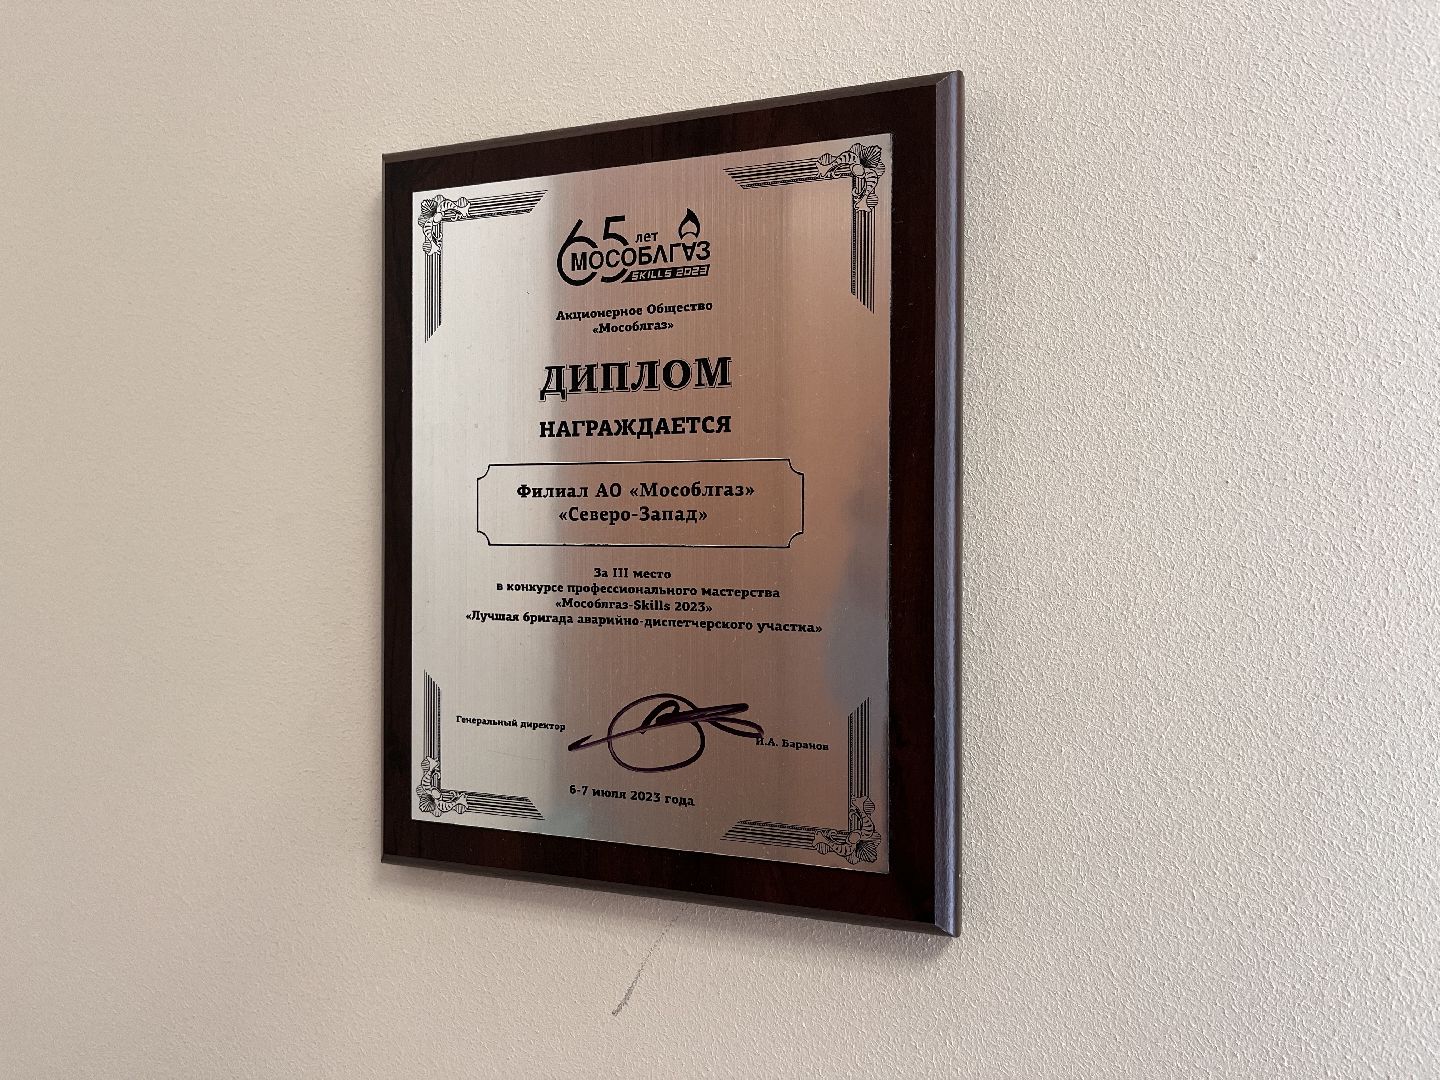 65 лет
МОСОБЛГАЗ
SKILLS 2023
Акционерное Общество
«Мособлгаз»
ДИПЛОМ
НАГРАЖДАЕТСЯ
Филиал АО «Мособлгаз»
«Северо-Запад»
За III место
в конкурсе профессионального мастерства
«Мособлгаз-Skills 2023»
«Лучшая бригада аварийно-диспетчерского участка»
Генеральный директор
И.А. Баранов
6-7 июля 2023 года